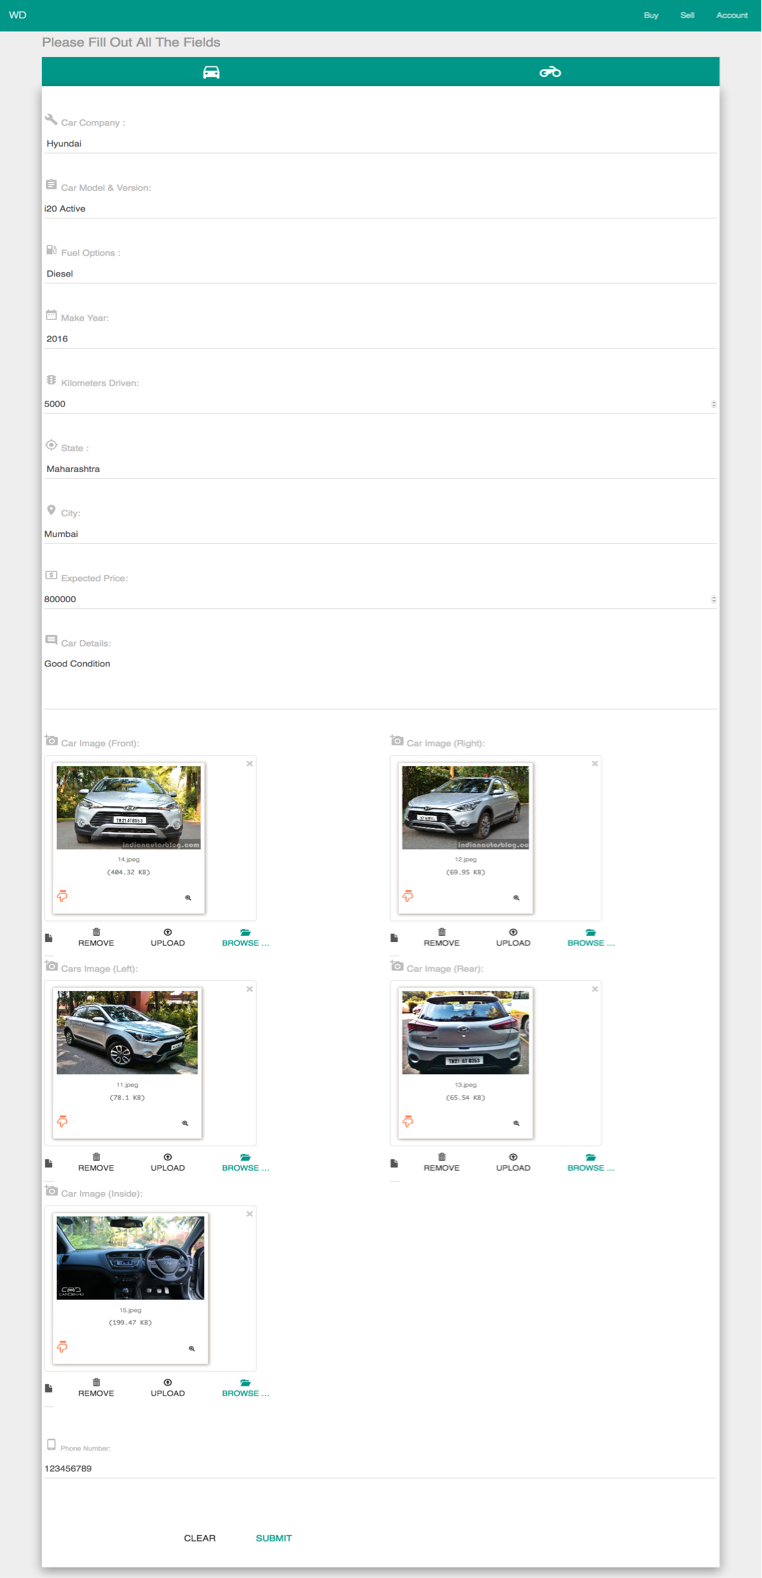 WD
Buy Sell Account
Please Fill Out All The Fields
Car Company :
Hyundai
Car Model & Version:
i20 Active
Fuel Options :
Diesel
Make Year:
2016
Kilometers Driven:
5000
State :
Maharashtra
City:
Mumbai
Expected Price:
800000
Car Details:
Good Condition
Car Image (Front): Car Image (Right):
indianautosblog.com indianautosblog.co
14.jpeg 12.jpeg
(404.32 KB) (69.95 KB)
REMOVE UPLOAD BROWSE ... REMOVE UPLOAD BROWSE ...
Cars Image (Left): Car Image (Rear):
11.jpeg 13.jpeg
(78.1 KB) (65.54 KB)
REMOVE UPLOAD BROWSE ... REMOVE UPLOAD BROWSE ...
Car Image (Inside):
15.jpeg
(199.47 KB)
REMOVE UPLOAD BROWSE ...
Phone Number:
123456789
CLEAR SUBMIT